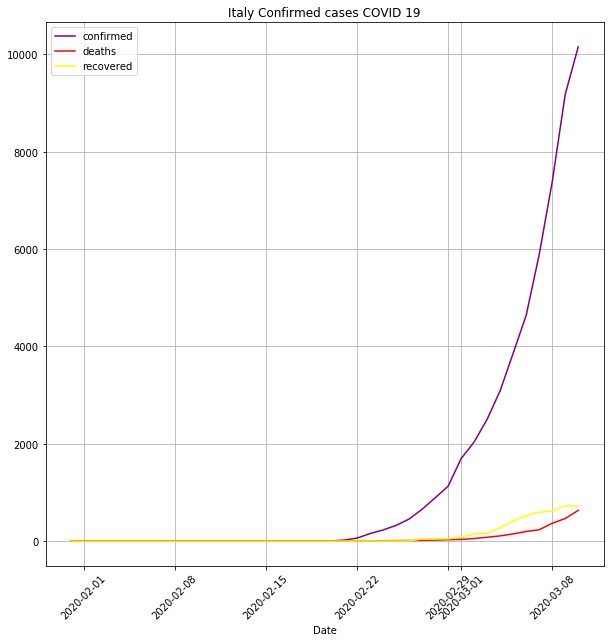 Italy Confirmed cases COVID 19
confirmed
deaths
recovered
10000
8000
6000
4000
2000
0
2020-02-01
2020-02-08
2020-02-15
2020-02-22
2020-02-29
2020-03-01
2020-03-08
Date